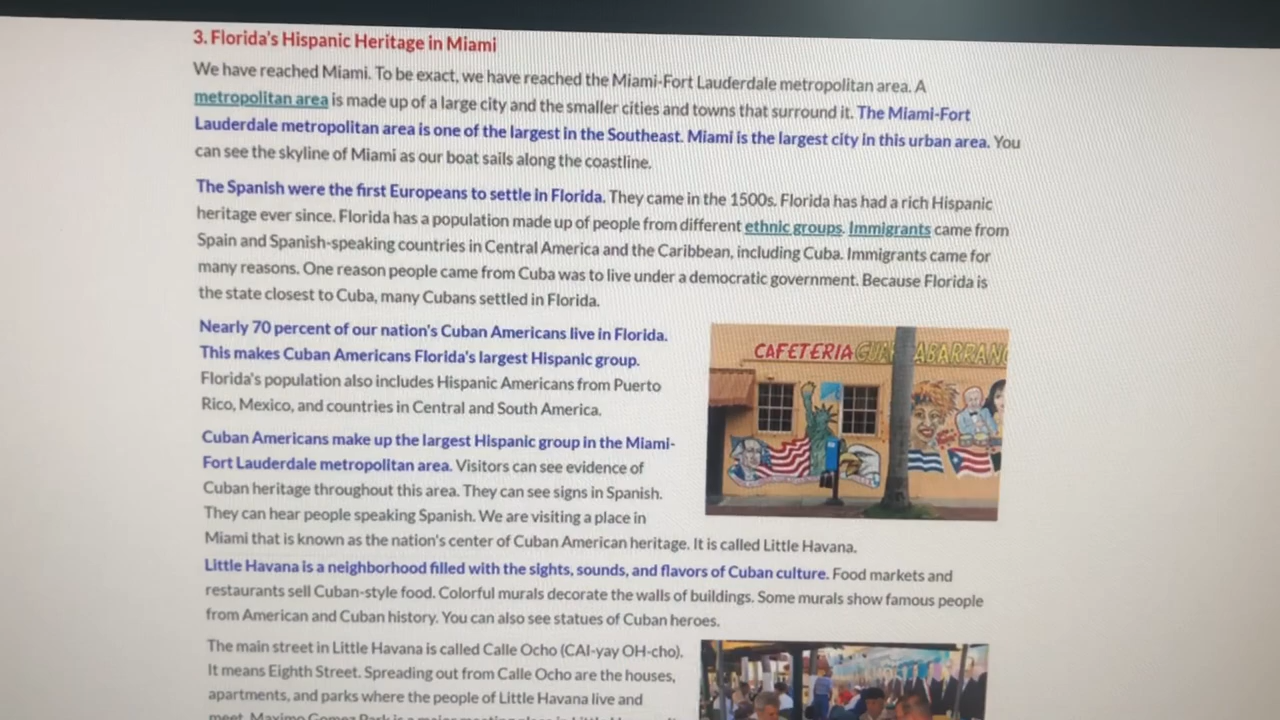 3. Florida's Hispanic Heritage in Miami
We have reached Miami. To be exact, we have reached the Miami-Fort Lauderdale metropolitan area. A
metropolitan area is made up of a large city and the smaller cities and towns that surround it. The Miami-Fort
Lauderdale metropolitan area is one of the largest in the Southeast. Miami is the largest city in this urban area. You
can see the skyline of Miami as our boat sails along the coastline.
The Spanish were the first Europeans to settle in Florida. They came in the 1500s. Florida has had a rich Hispanic
heritage ever since. Florida has a population made up of people from different ethnic groups. Immigrants came from
Spain and Spanish-speaking countries in Central America and the Caribbean, including Cuba. Immigrants came for
many reasons. One reason people came from Cuba was to live under a democratic government. Because Florida is
the state closest to Cuba, many Cubans settled in Florida.
Nearly 70 percent of our nation's Cuban Americans live in Florida.
This makes Cuban Americans Florida's largest Hispanic group.
Florida's population also includes Hispanic Americans from Puerto
Rico, Mexico, and countries in Central and South America.
CAFETERIA
Cuban Americans make up the largest Hispanic group in the Miami-
Fort Lauderdale metropolitan area. Visitors can see evidence of
Cuban heritage throughout this area. They can see signs in Spanish.
They can hear people speaking Spanish. We are visiting a place in
Miami that is known as the nation's center of Cuban American heritage. It is called Little Havana.
Little Havana is a neighborhood filled with the sights, sounds, and flavors of Cuban culture. Food markets and
restaurants sell Cuban-style food. Colorful murals decorate the walls of buildings. Some murals show famous people
from American and Cuban history. You can also see statues of Cuban heroes.
The main street in Little Havana is called Calle Ocho (CAI-yay OH-cho).
It means Eighth Street. Spreading out from Calle Ocho are the houses,
apartments, and parks where the people of Little Havana live and
meet. Maximo Gomez Park is a major meeting place in Little